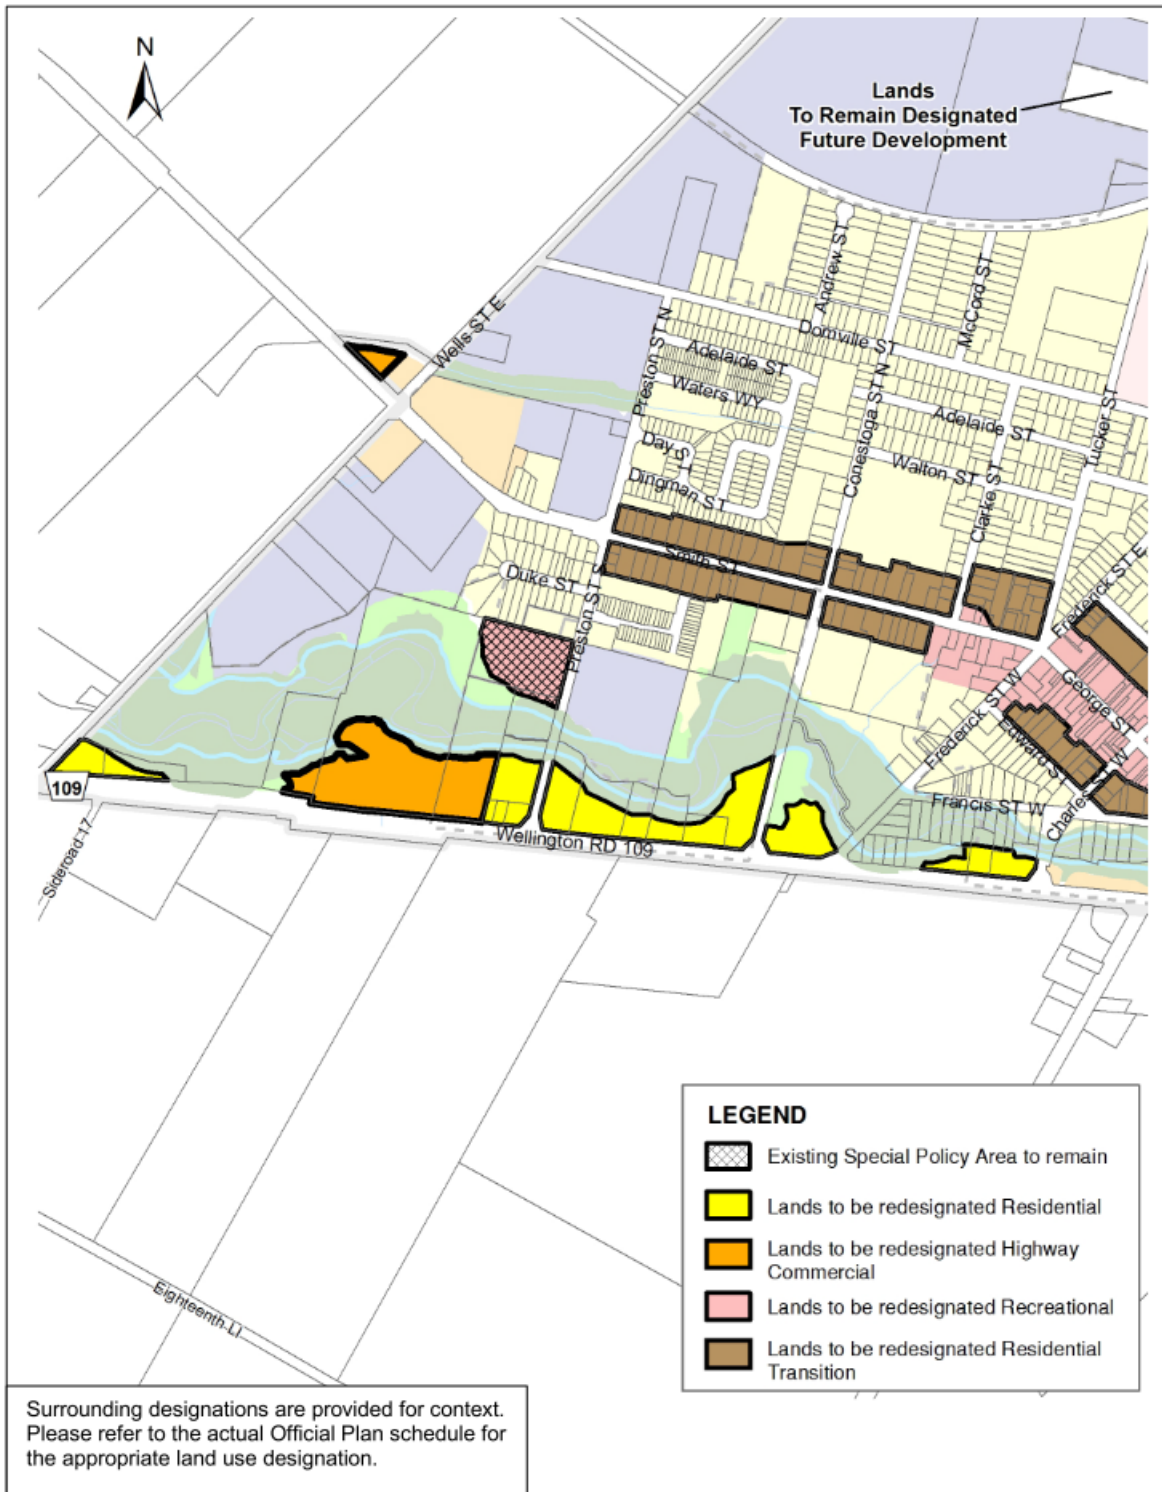 N
Lands
To Remain Designated
Future Development
Wells ST E
Andrew ST
McCord ST
Domville ST
Preston ST N
Adelaide ST
Waters WY
Conestoga ST N
Adelaide ST
Tucker ST
Day ST
Walton ST
Dingman ST
Clarke ST
Smith ST
Duke ST
Frederick ST E
Preston ST S
George ST
Frederick ST W
Edward ST
Charles ST W
Francis ST W
109
Sideroad 17
Wellington RD 109
Eighteenth LI
LEGEND
Existing Special Policy Area to remain
Lands to be redesignated Residential
Lands to be redesignated Highway
Commercial
Lands to be redesignated Recreational
Lands to be redesignated Residential
Transition
Surrounding designations are provided for context.
Please refer to the actual Official Plan schedule for
the appropriate land use designation.